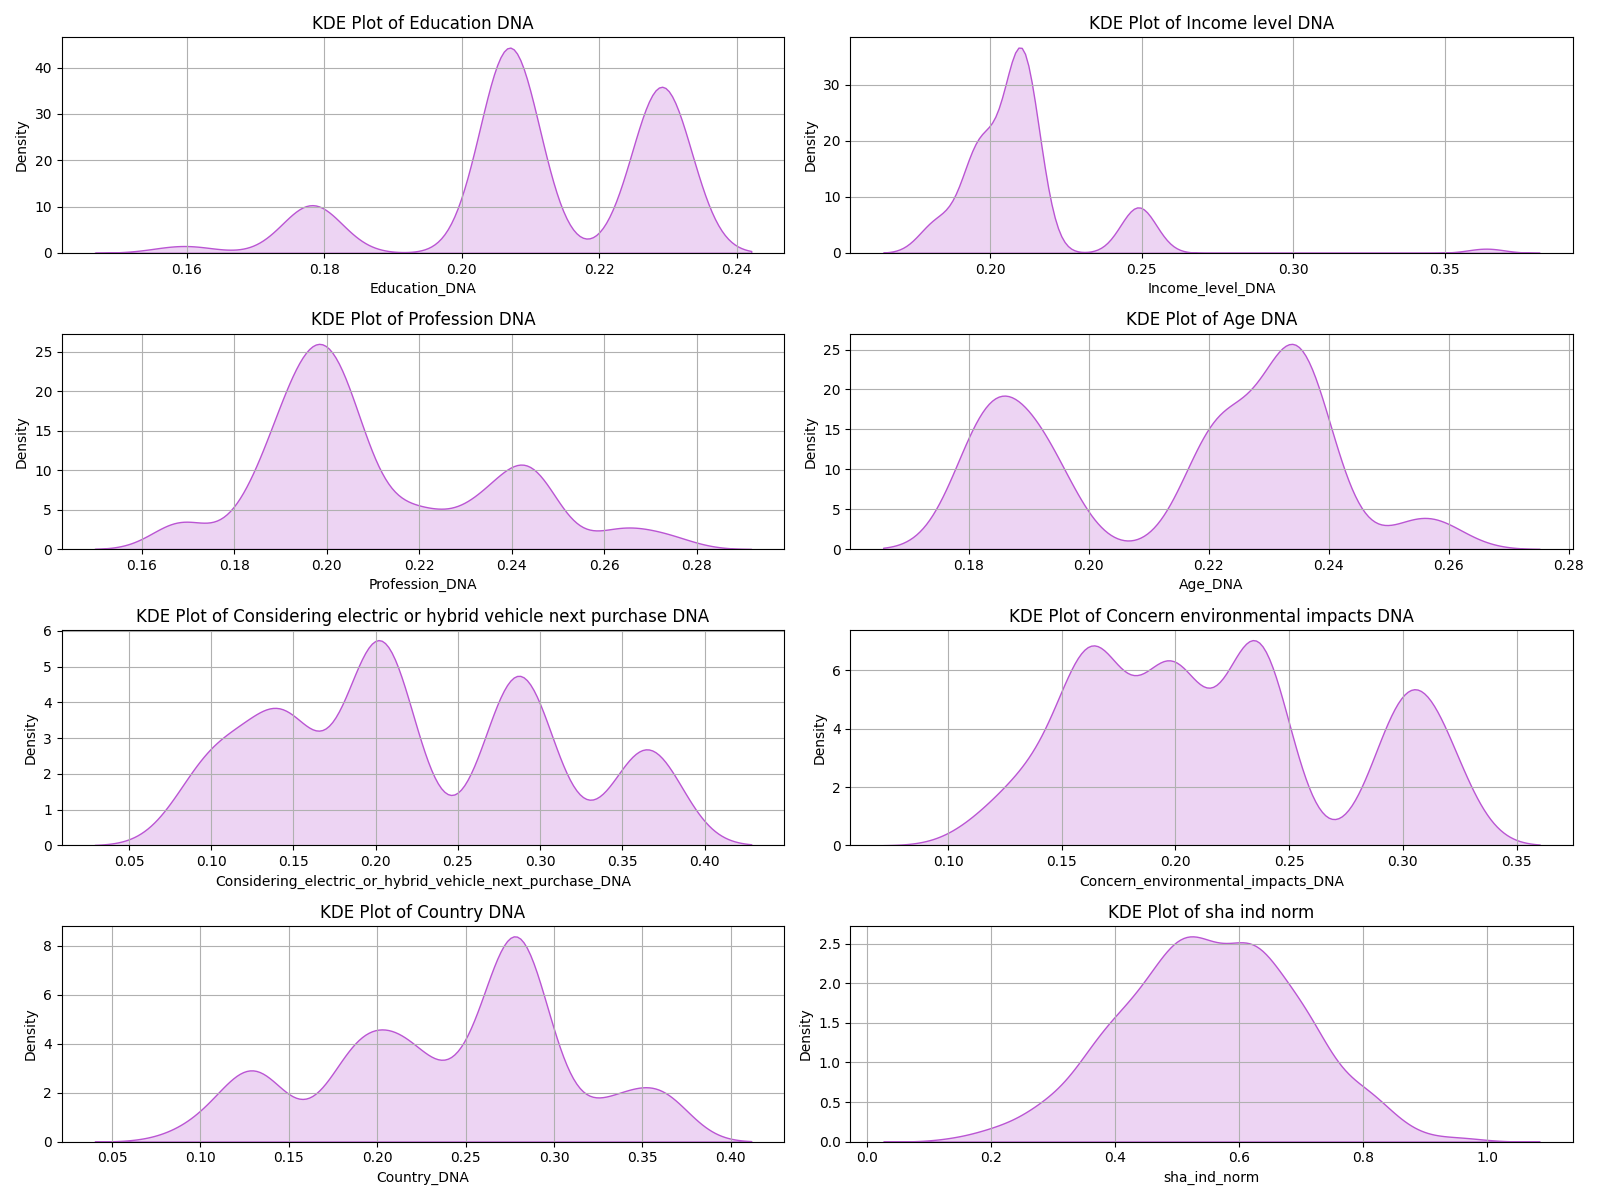 KDE Plot of Education DNA
Density
40
30
20
10
0
0.16 0.18 0.20 0.22 0.24
Education_DNA
KDE Plot of Income level DNA
Density
30
20
10
0
0.20 0.25 0.30 0.35
Income_level_DNA
KDE Plot of Profession DNA
Density
25
20
15
10
5
0
0.16 0.18 0.20 0.22 0.24 0.26 0.28
Profession_DNA
KDE Plot of Age DNA
Density
25
20
15
10
5
0
0.18 0.20 0.22 0.24 0.26 0.28
Age_DNA
KDE Plot of Considering electric or hybrid vehicle next purchase DNA
Density
6
5
4
3
2
1
0
0.05 0.10 0.15 0.20 0.25 0.30 0.35 0.40
Considering_electric_or_hybrid_vehicle_next_purchase_DNA
KDE Plot of Concern environmental impacts DNA
Density
6
4
2
0
0.10 0.15 0.20 0.25 0.30 0.35
Concern_environmental_impacts_DNA
KDE Plot of Country DNA
Density
8
6
4
2
0
0.05 0.10 0.15 0.20 0.25 0.30 0.35 0.40
Country_DNA
KDE Plot of sha ind norm
Density
2.5
2.0
1.5
1.0
0.5
0.0
0.0 0.2 0.4 0.6 0.8 1.0
sha_ind_norm